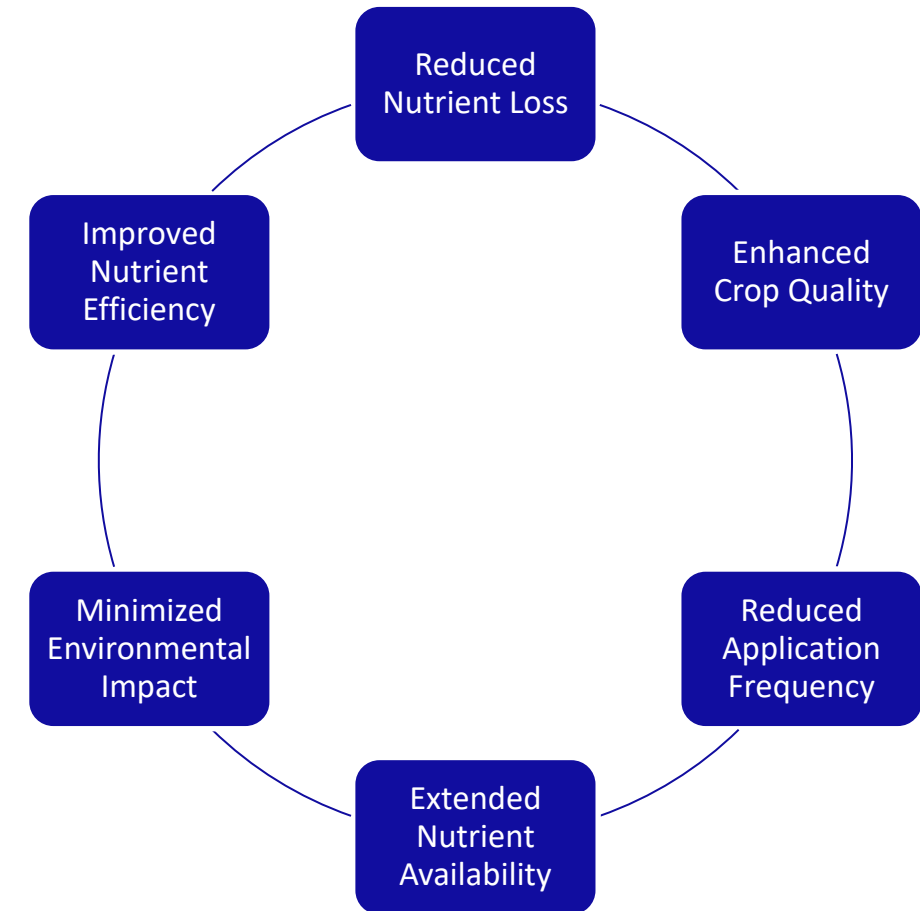 Reduced
Nutrient Loss
Enhanced
Crop Quality
Reduced
Application
Frequency
Extended
Nutrient
Availability
Minimized
Environmental
Impact
Improved
Nutrient
Efficiency